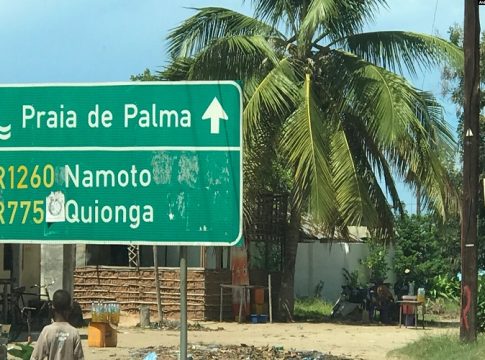 Praia de Palma
R1260 Namoto
R775 Quionga